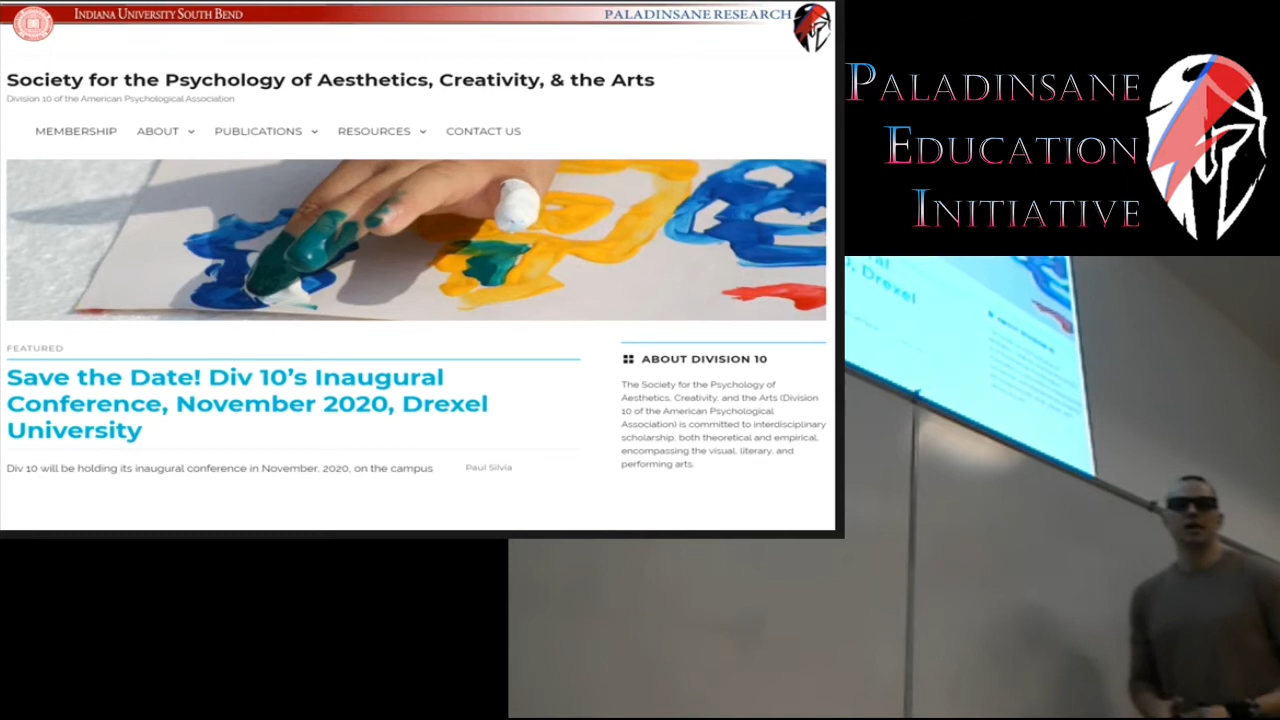 INDIANA UNIVERSITY SOUTH BEND
PALADINSANE RESEARCH
Society for the Psychology of Aesthetics, Creativity, & the Arts
Division 10 of the American Psychological Association
MEMBERSHIP ABOUT PUBLICATIONS RESOURCES CONTACT US
FEATURED
Save the Date! Div 10's Inaugural
Conference, November 2020, Drexel
University
Div 10 will be holding its inaugural conference in November, 2020, on the campus
Paul Silvia
ABOUT DIVISION 10
The Society for the Psychology of
Aesthetics, Creativity, and the Arts (Division
10 of the American Psychological
Association) is committed to interdisciplinary
scholarship, both theoretical and empirical,
encompassing the visual, literary, and
performing arts.
PALADINSANE
EDUCATION
INITIATIVE
Drexel